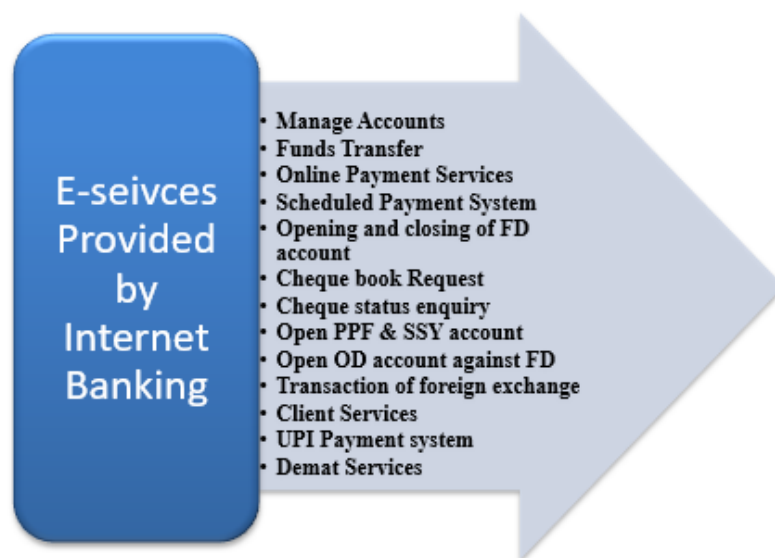 E-seivces
Provided
by
Internet
Banking
• Manage Accounts
• Funds Transfer
• Online Payment Services
• Scheduled Payment System
• Opening and closing of FD
account
• Cheque book Request
• Cheque status enquiry
• Open PPF & SSY account
• Open OD account against FD
• Transaction of foreign exchange
• Client Services
• UPI Payment system
• Demat Services